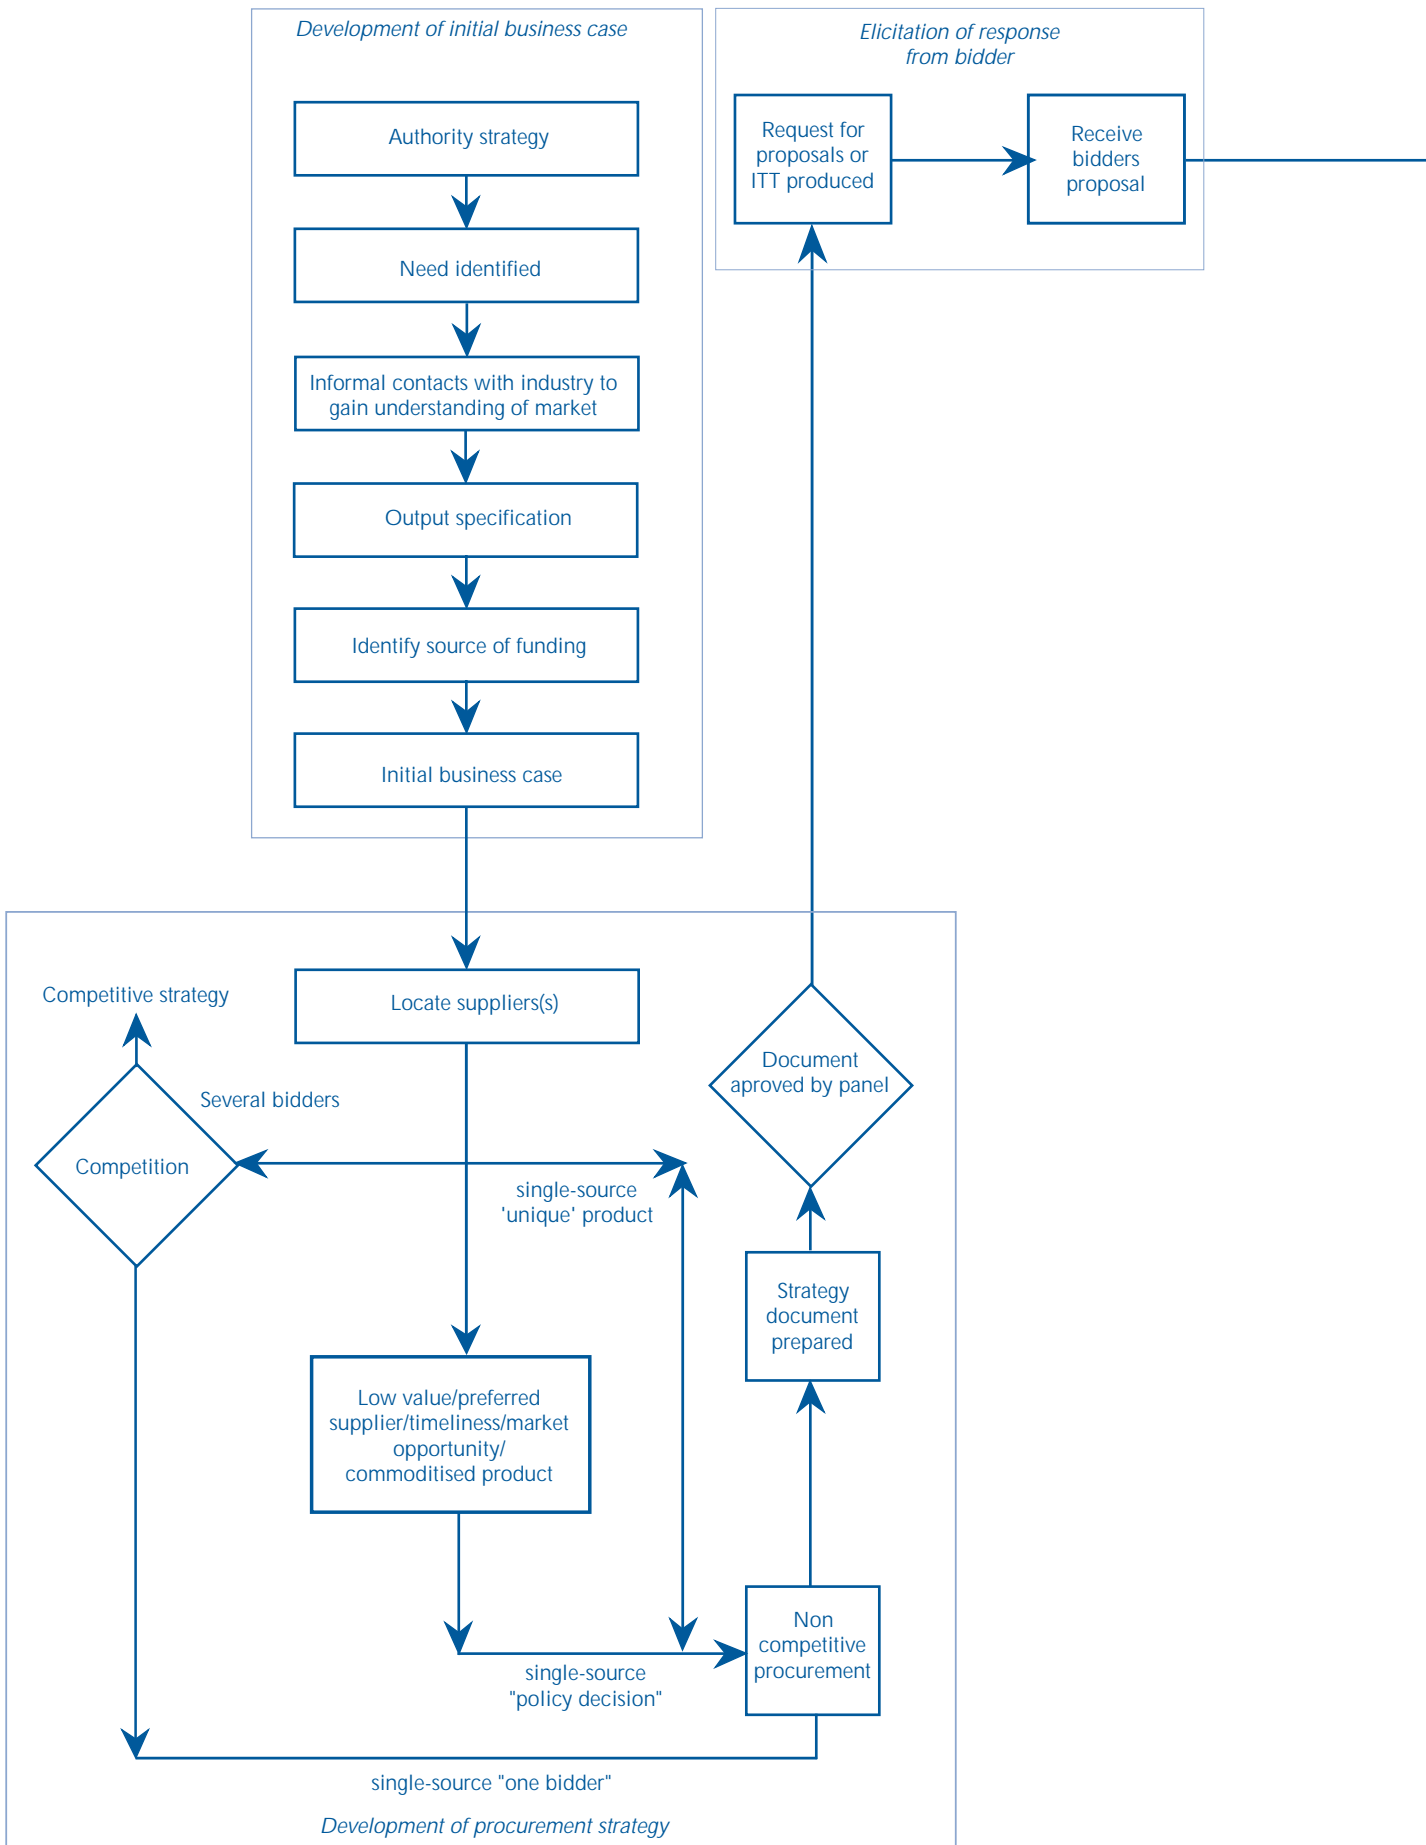 Development of initial business case
Authority strategy
Need identified
Informal contacts with industry to
gain understanding of market
Output specification
Identify source of funding
Initial business case
Elicitation of response
from bidder
Request for
proposals or
ITT produced
Receive
bidders
proposal
Locate suppliers(s)
Competitive strategy
Several bidders
Competition
single-source
'unique' product
Document
aproved by panel
Strategy
document
prepared
Low value/preferred
supplier/timeliness/market
opportunity/
commoditised product
Non
competitive
procurement
single-source
"policy decision"
single-source "one bidder"
Development of procurement strategy